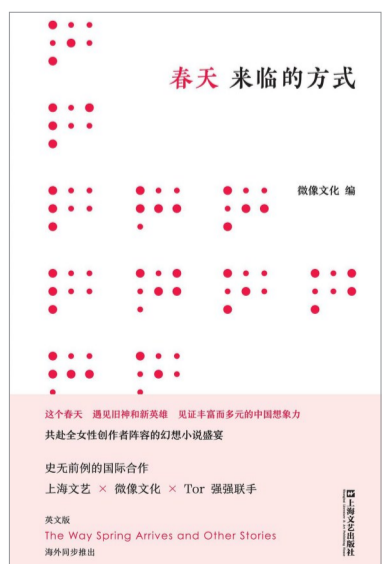 春天 来临的方式
微像文化 编
这个春天 遇见旧神和新英雄 见证丰富而多元的中国想象力
共赴全女性创作者阵容的幻想小说盛宴
史无前例的国际合作
上海文艺 × 微像文化 × Tor 强强联手
英文版
The Way Spring Arrives and Other Stories
海外同步推出
上海文艺出版社